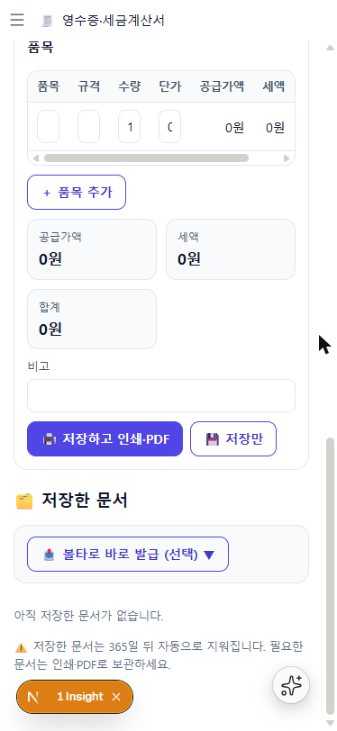 영수증·세금계산서
품목
품목 규격 수량 단가 공급가액 세액
1 0원 0원
+ 품목 추가
공급가액 세액
0원 0원
합계
0원
비고
저장하고 인쇄·PDF 저장만
저장한 문서
볼타로 바로 발급 (선택) ▼
아직 저장한 문서가 없습니다.
저장한 문서는 365일 뒤 자동으로 지워집니다. 필요한
문서는 인쇄·PDF로 보관하세요.
N 1 Insight ×